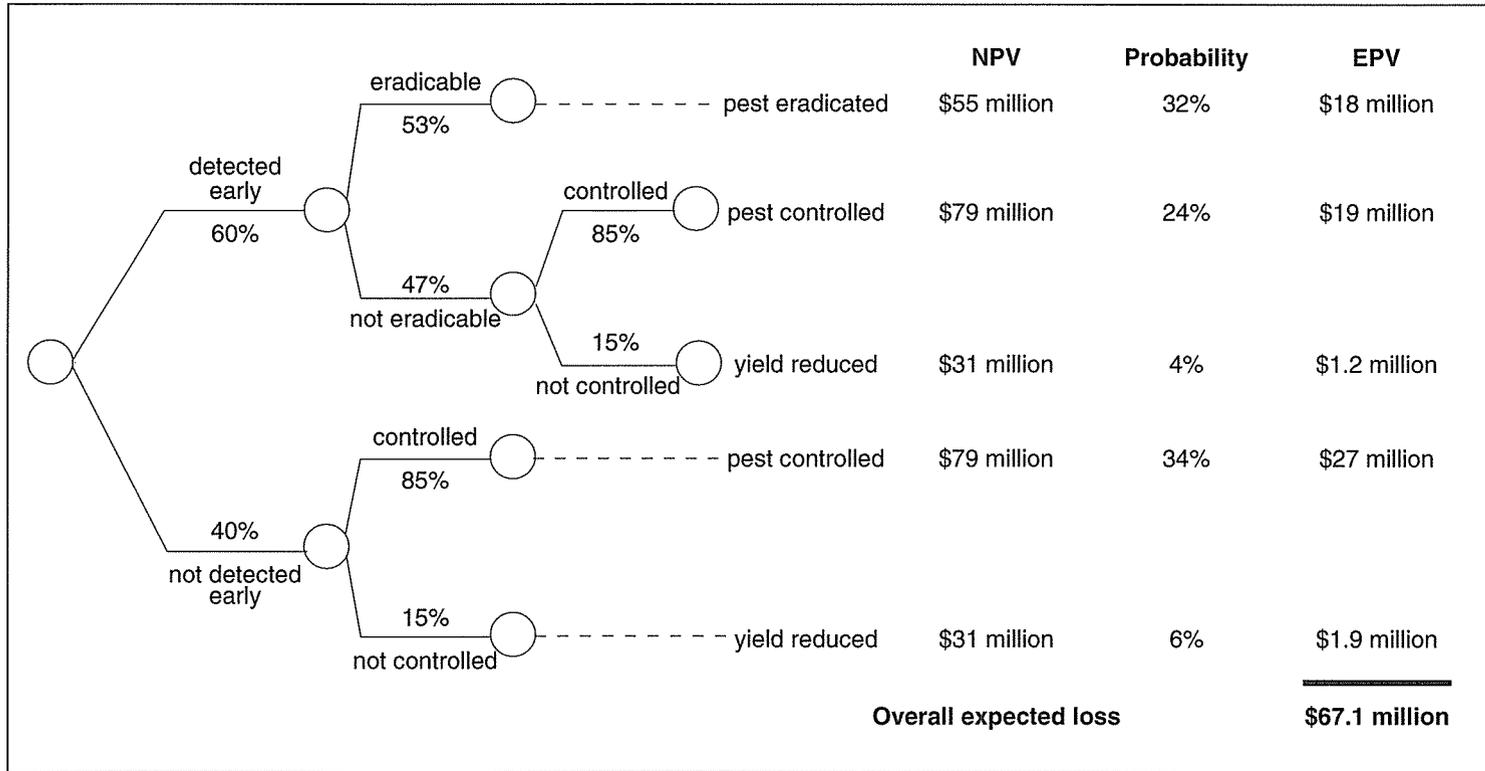 NPV Probability EPV
eradicable
53%
pest eradicated $55 million 32% $18 million
detected
early
60%
controlled
85%
pest controlled $79 million 24% $19 million
47%
not eradicable
15%
not controlled
yield reduced $31 million 4% $1.2 million
controlled
85%
pest controlled $79 million 34% $27 million
40%
not detected
early
15%
not controlled
yield reduced $31 million 6% $1.9 million
Overall expected loss $67.1 million